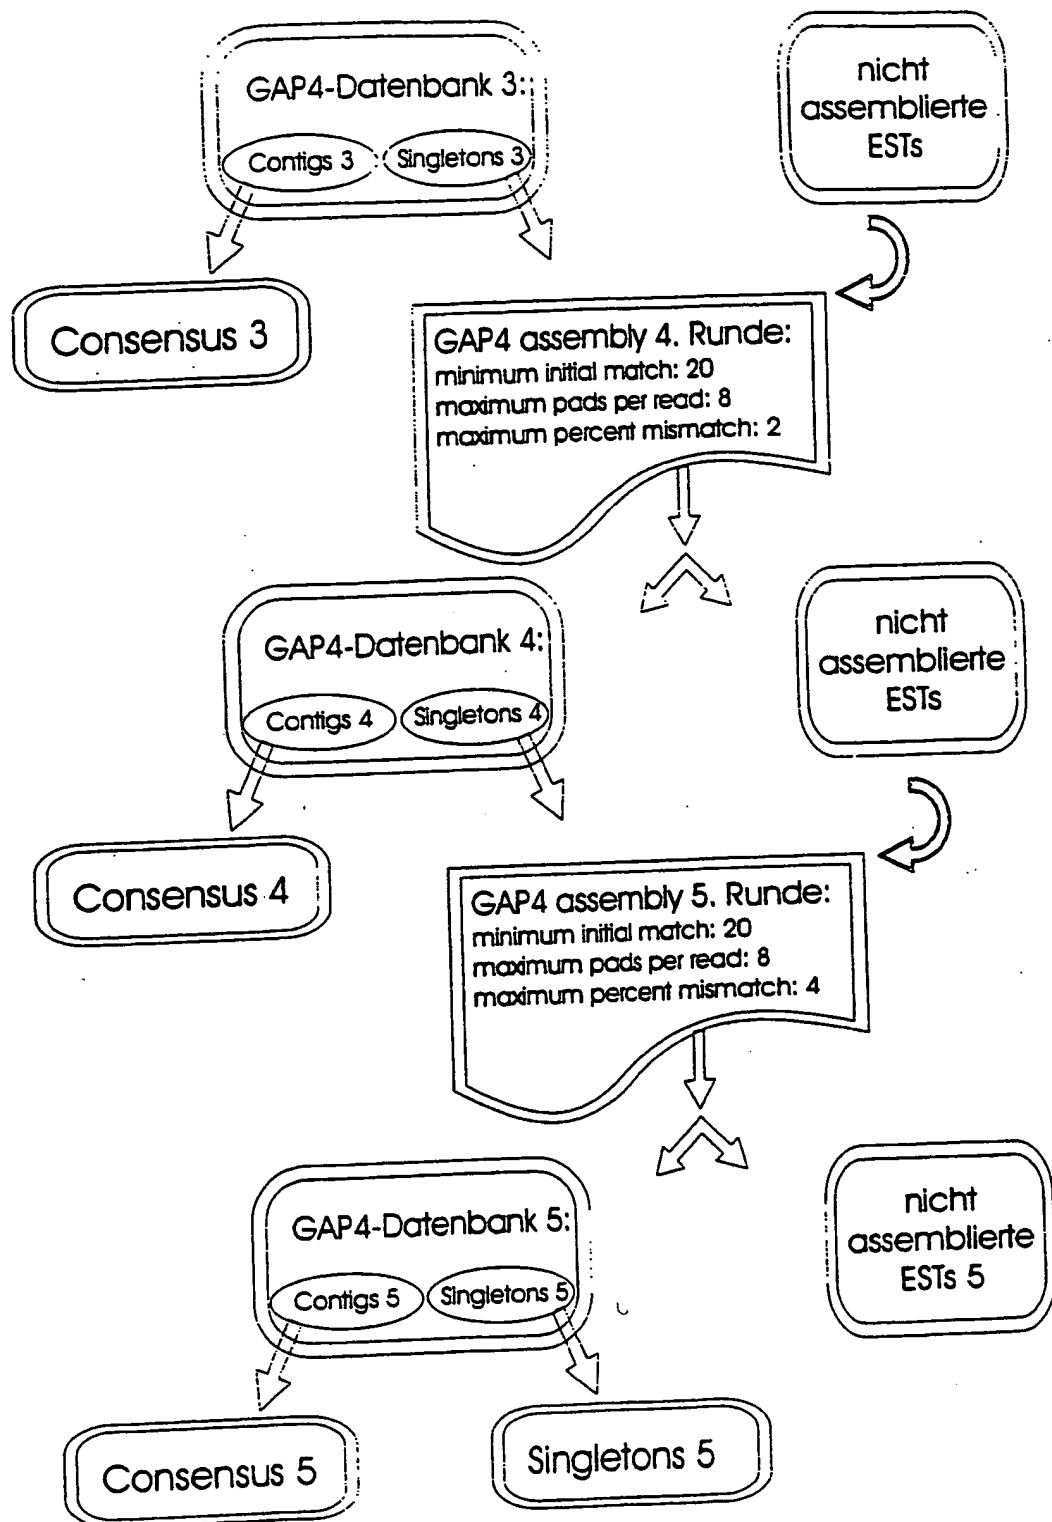 GAP4-Datenbank 3:
Contigs 3
Singletons 3
nicht
assemblierte
ESTs
Consensus 3
GAP4 assembly 4. Runde:
minimum initial match: 20
maximum pads per read: 8
maximum percent mismatch: 2
GAP4-Datenbank 4:
Contigs 4
Singletons 4
nicht
assemblierte
ESTs
Consensus 4
GAP4 assembly 5. Runde:
minimum initial match: 20
maximum pads per read: 8
maximum percent mismatch: 4
GAP4-Datenbank 5:
Contigs 5
Singletons 5
nicht
assemblierte
ESTs 5
Consensus 5
Singletons 5